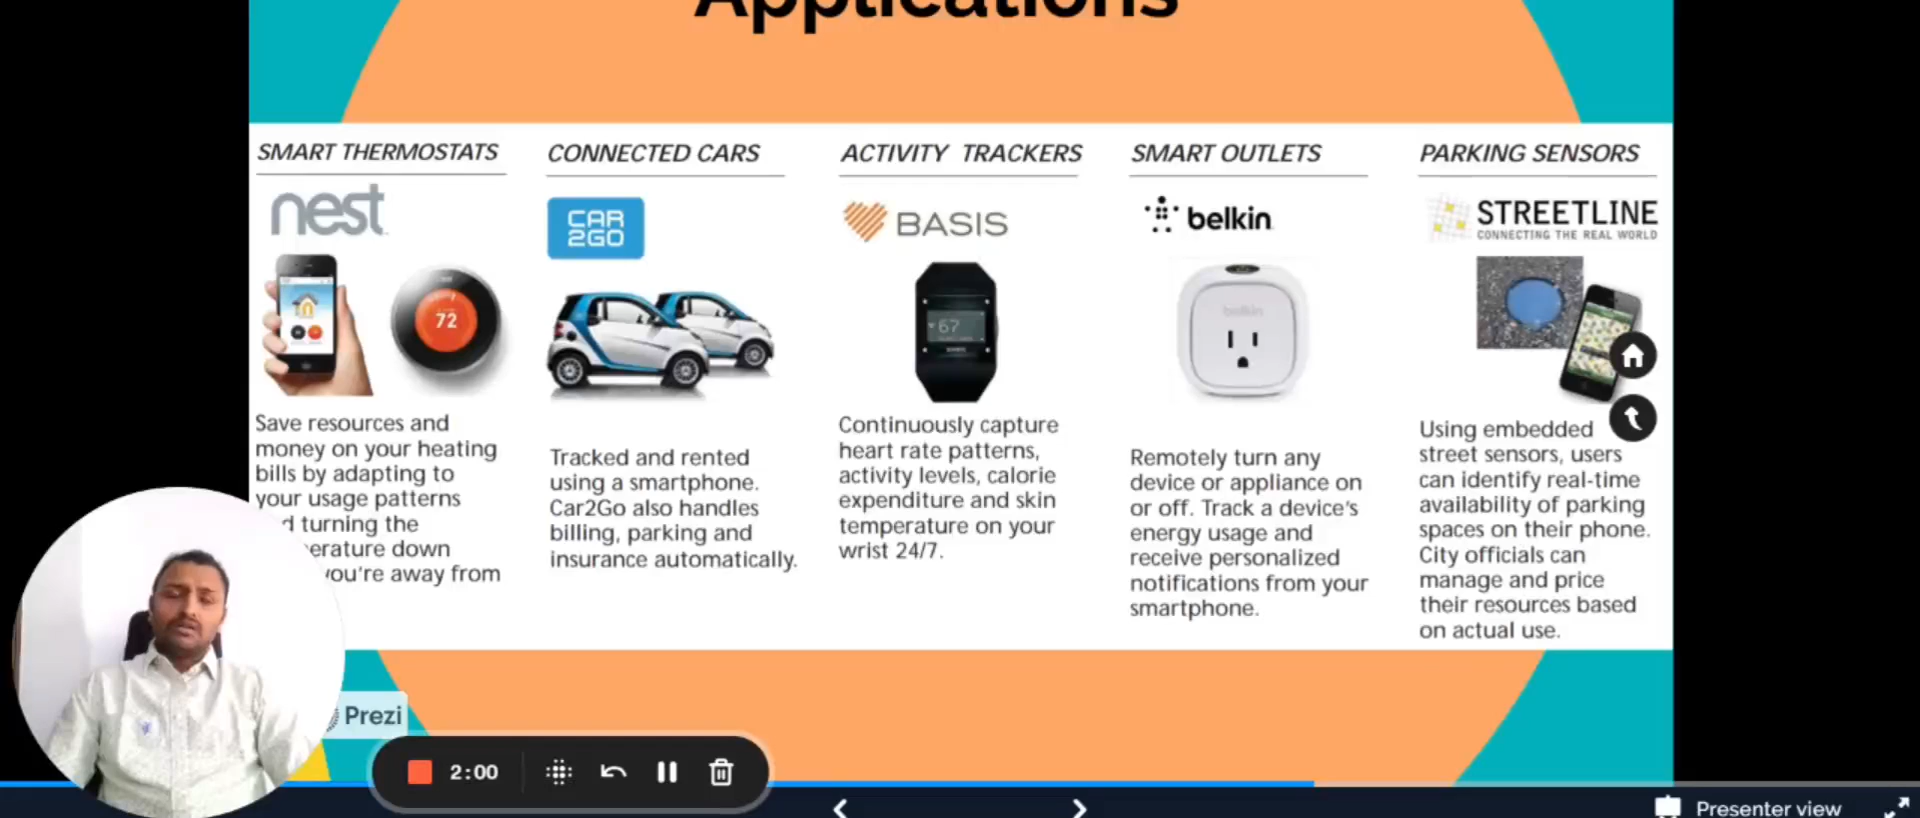 Applications
SMART THERMOSTATS
nest
72
Save resources and
money on your heating
bills by adapting to
your usage patterns
turning the
down
you're away from
CONNECTED CARS
CAR
2GO
Tracked and rented
using a smartphone.
Car2Go also handles
billing, parking and
insurance automatically.
ACTIVITY TRACKERS
BASIS
67
Continuously capture
heart rate patterns,
activity levels, calorie
expenditure and skin
temperature on your
wrist 24/7.
SMART OUTLETS
belkin
belkin
Remotely turn any
device or appliance on
or off. Track a device's
energy usage and
receive personalized
notifications from your
smartphone.
PARKING SENSORS
STREETLINE
CONNECTING THE REAL WORLD
Using embedded
street sensors, users
can identify real-time
availability of parking
spaces on their phone.
City officials can
manage and price
their resources based
on actual use.
Prezi
2:00
Presenter view